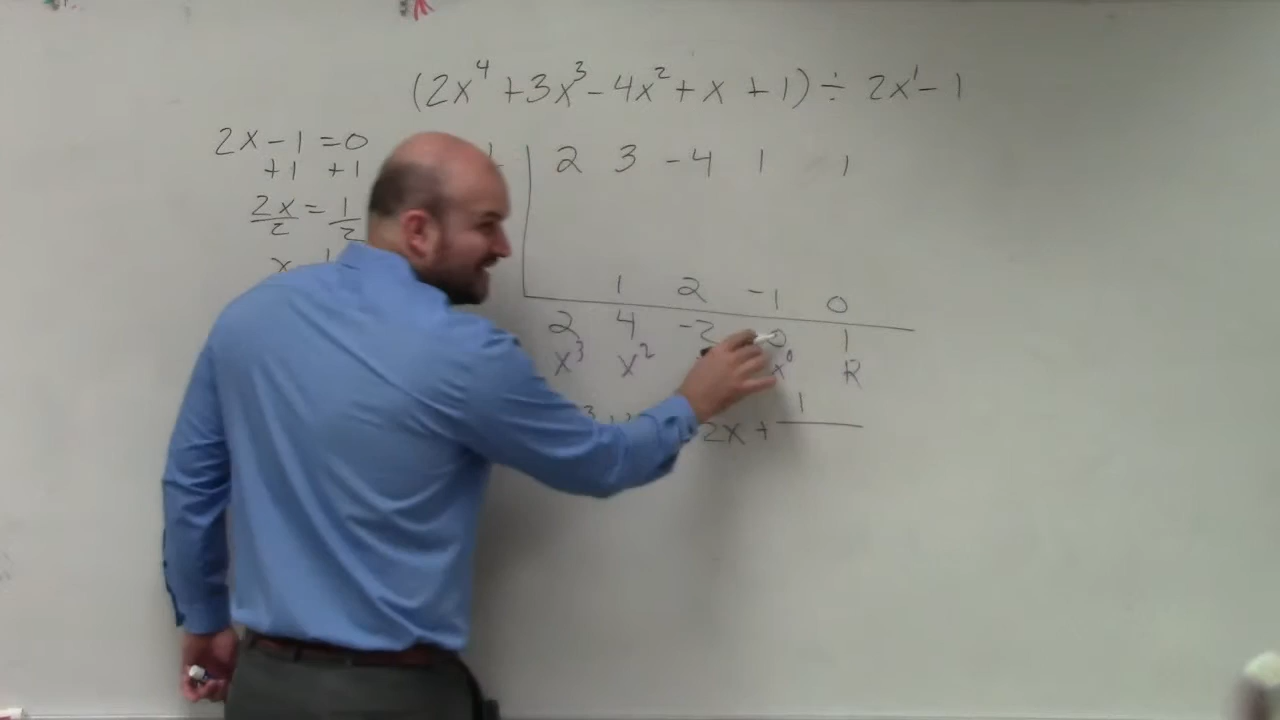 (2x⁴ + 3x³ - 4x² + x + 1) ÷ 2x¹ - 1
2x - 1 = 0
+1 +1
2x/2 = 1/2
x
2 3 -4 1 1
1 2 -1 0
2 4 -2 0 1
x³ x² x⁰ R
1
2x +